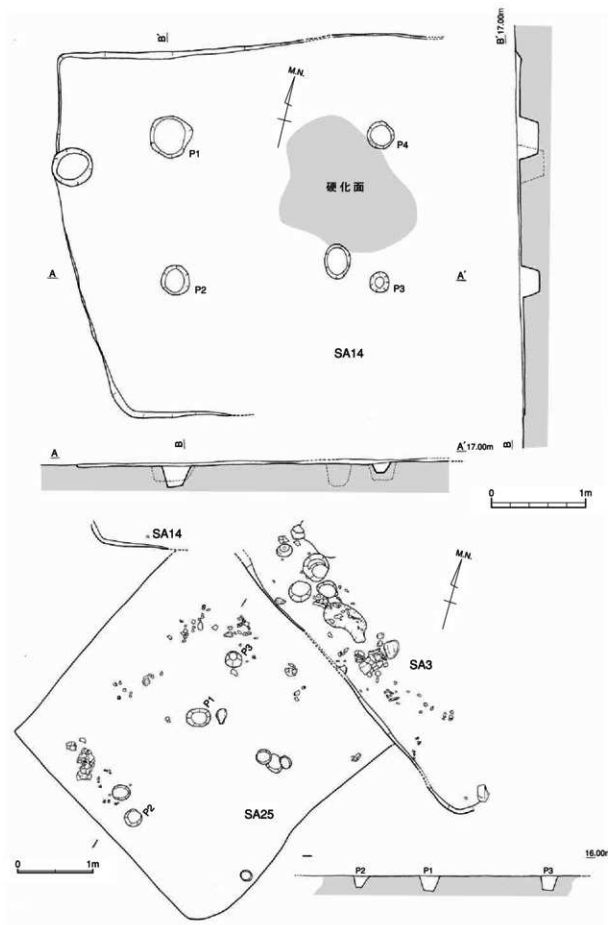 B'
B' 17.00m
M.N.
P1
P4
硬化面
A
A'
P2
P3
SA14
B
A
A' 17.00m
B
0 1m
SA14
M.N.
P3
SA3
P1
P2
SA25
0 1m
16.00m
P2 P1 P3